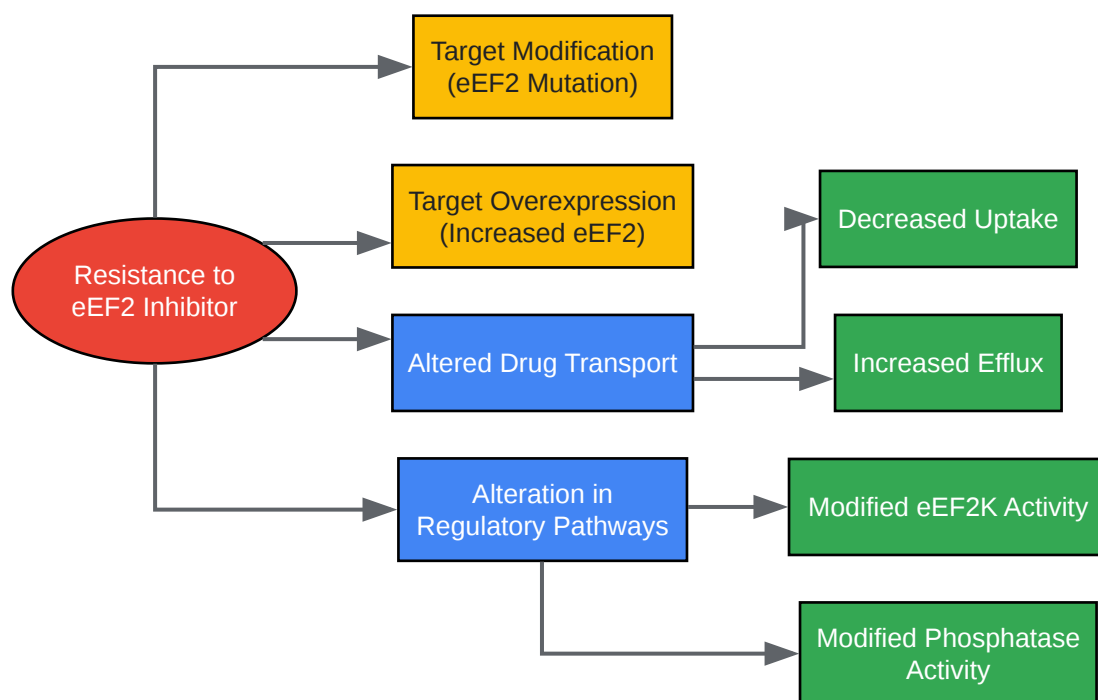 Target Modification
(eEF2 Mutation)
Target Overexpression
(Increased eEF2)
Decreased Uptake
Resistance to
eEF2 Inhibitor
Altered Drug Transport
Increased Efflux
Alteration in
Regulatory Pathways
Modified eEF2K Activity
Modified Phosphatase
Activity